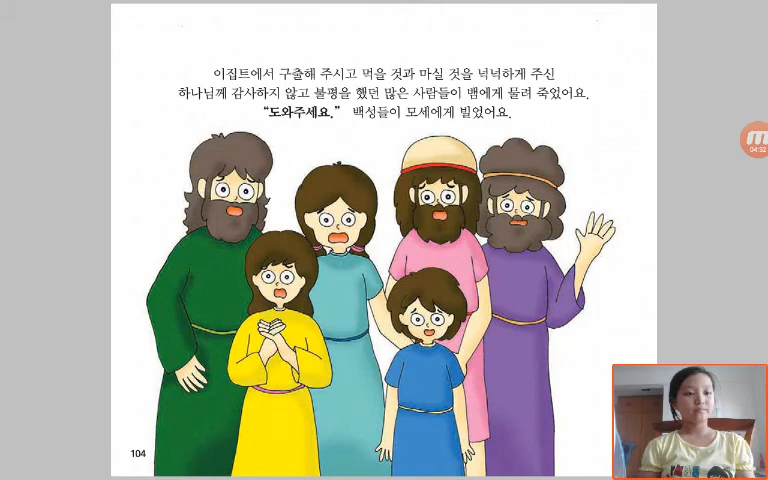 이집트에서 구출해 주시고 먹을 것과 마실 것을 넉넉하게 주신
하나님께 감사하지 않고 불평을 했던 많은 사람들이 뱀에게 물려 죽었어요.
“도와주세요.” 백성들이 모세에게 빌었어요.
04:52
104